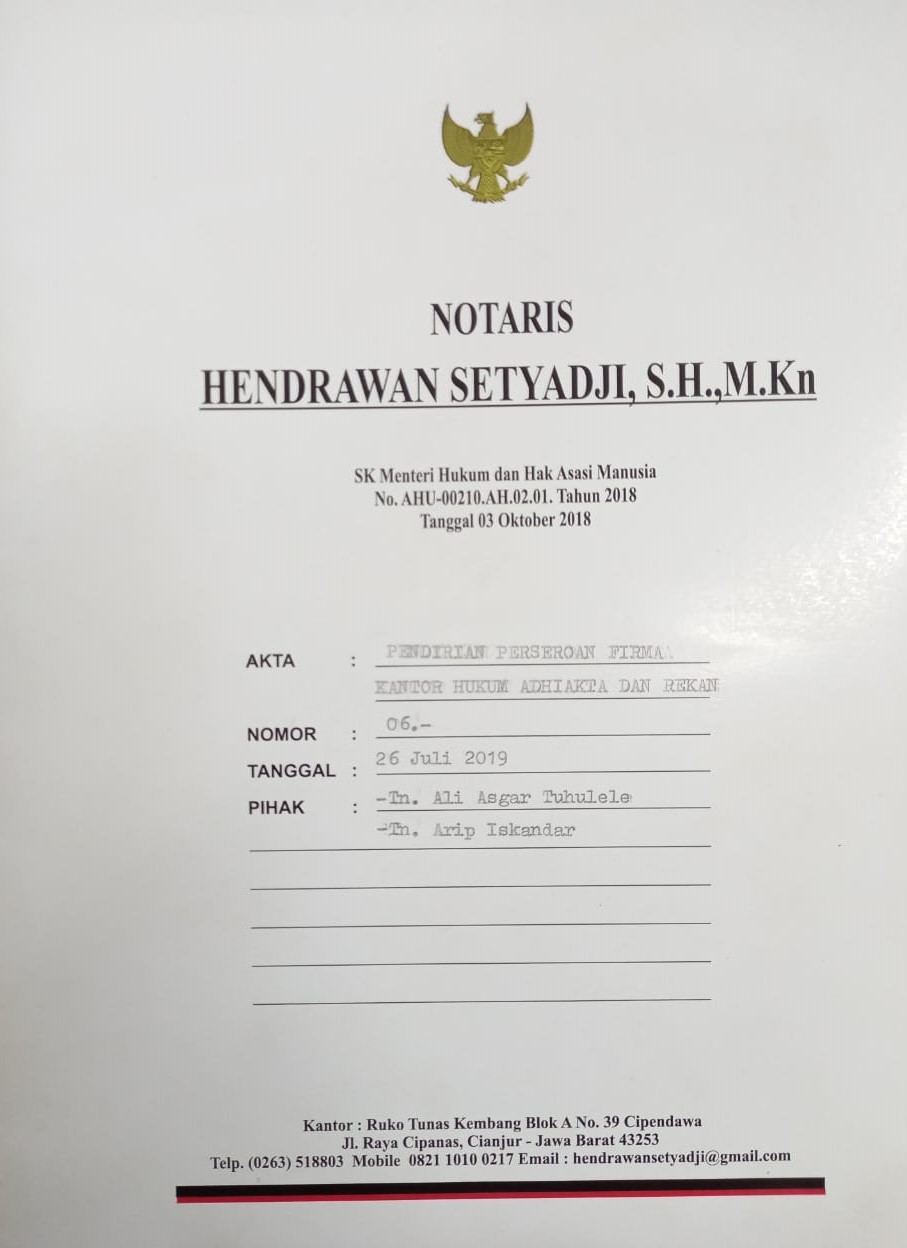 NOTARIS
HENDRAWAN SETYADJI, S.H.,M.Kn
SK Menteri Hukum dan Hak Asasi Manusia
No. AHU-00210.AH.02.01. Tahun 2018
Tanggal 03 Oktober 2018
AKTA : PENDIRIAN PERSEROAN FIRMA
KANTOR HUKUM ADHIAKTA DAN REKAN
NOMOR : 06.-
TANGGAL : 26 Juli 2019
PIHAK : -Tn. Ali Asgar Tuhulele
-Tn. Arip Iskandar
Kantor : Ruko Tunas Kembang Blok A No. 39 Cipendawa
Jl. Raya Cipanas, Cianjur - Jawa Barat 43253
Telp. (0263) 518803 Mobile 0821 1010 0217 Email : hendrawansetyadji@gmail.com